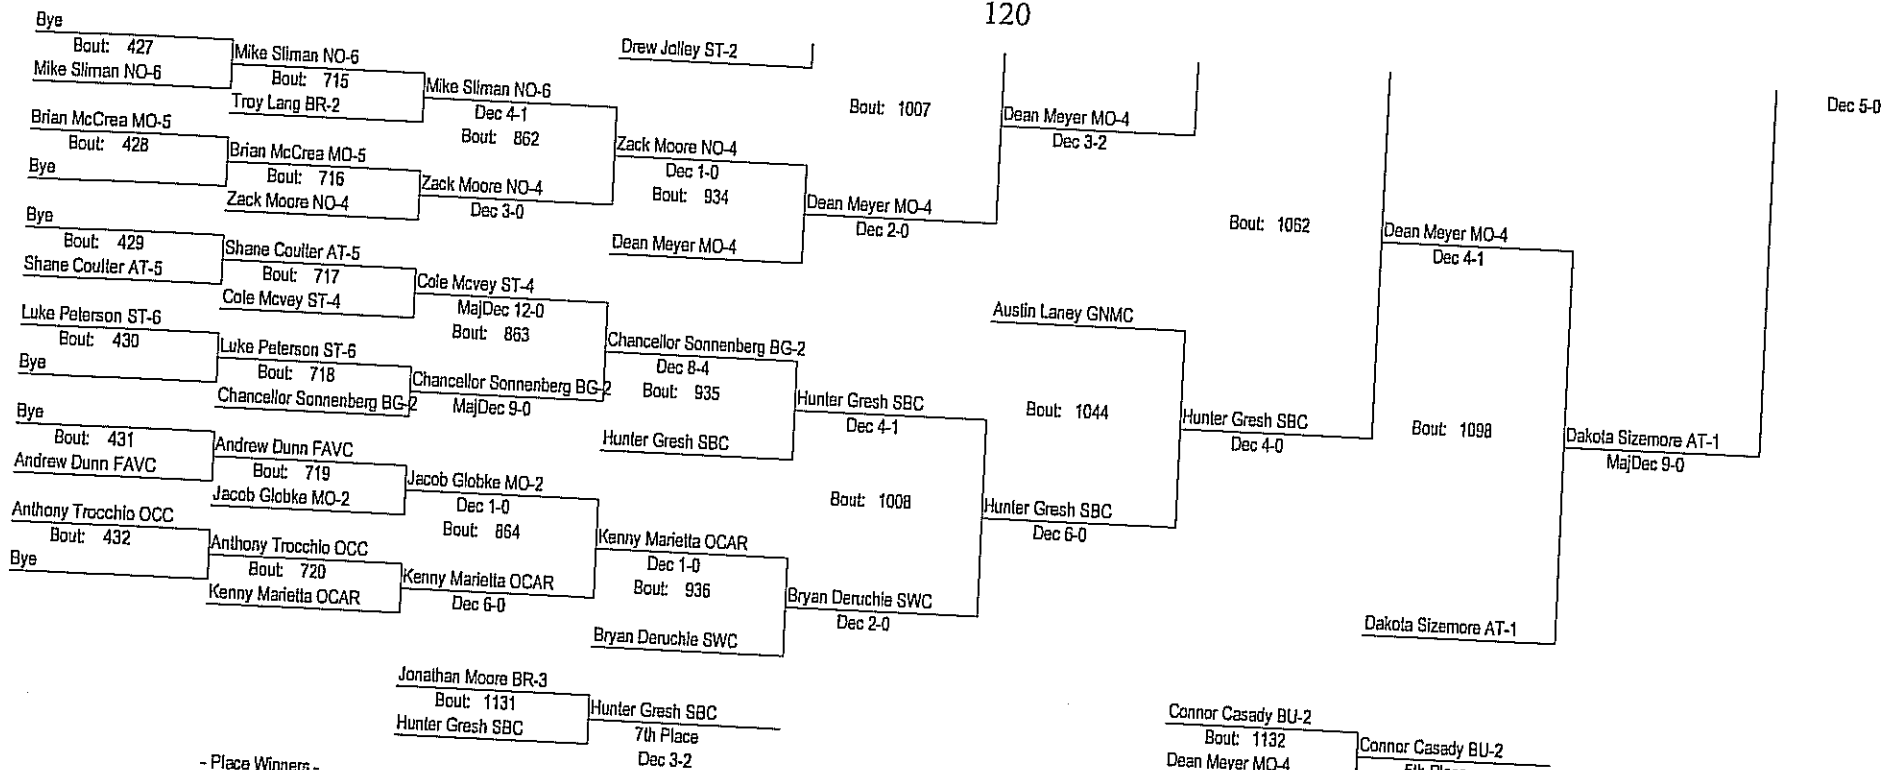 120
Bye
Bout: 427
Mike Sliman NO-6
Mike Sliman NO-6
Bout: 715
Troy Lang BR-2
Mike Sliman NO-6
Dec 4-1
Bout: 862
Brian McCrea MO-5
Bout: 428
Bye
Brian McCrea MO-5
Bout: 716
Zack Moore NO-4
Zack Moore NO-4
Dec 3-0
Zack Moore NO-4
Dec 1-0
Bout: 934
Dean Meyer MO-4
Drew Jolley ST-2
Bout: 1007
Dean Meyer MO-4
Dec 2-0
Dean Meyer MO-4
Dec 3-2
Bye
Bout: 429
Shane Coulter AT-5
Shane Coulter AT-5
Bout: 717
Cole Mcvey ST-4
Cole Mcvey ST-4
MajDec 12-0
Bout: 863
Luke Peterson ST-6
Bout: 430
Bye
Luke Peterson ST-6
Bout: 718
Chancellor Sonnenberg BG-2
Chancellor Sonnenberg BG-2
MajDec 9-0
Chancellor Sonnenberg BG-2
Dec 8-4
Bout: 935
Hunter Gresh SBC
Hunter Gresh SBC
Dec 4-1
Bout: 1008
Bye
Bout: 431
Andrew Dunn FAVC
Andrew Dunn FAVC
Bout: 719
Jacob Globke MO-2
Jacob Globke MO-2
Dec 1-0
Bout: 864
Anthony Trocchio OCC
Bout: 432
Bye
Anthony Trocchio OCC
Bout: 720
Kenny Marietta OCAR
Kenny Marietta OCAR
Dec 6-0
Kenny Marietta OCAR
Dec 1-0
Bout: 936
Bryan Deruchie SWC
Bryan Deruchie SWC
Dec 2-0
Austin Laney GNMC
Bout: 1044
Hunter Gresh SBC
Dec 6-0
Hunter Gresh SBC
Dec 4-0
Bout: 1062
Dean Meyer MO-4
Dec 4-1
Bout: 1098
Dakota Sizemore AT-1
Dakota Sizemore AT-1
MajDec 9-0
Dec 5-0
Jonathan Moore BR-3
Bout: 1131
Hunter Gresh SBC
Hunter Gresh SBC
7th Place
Dec 3-2
Connor Casady BU-2
Bout: 1132
Dean Meyer MO-4
Connor Casady BU-2
5th Place
- Place Winners -